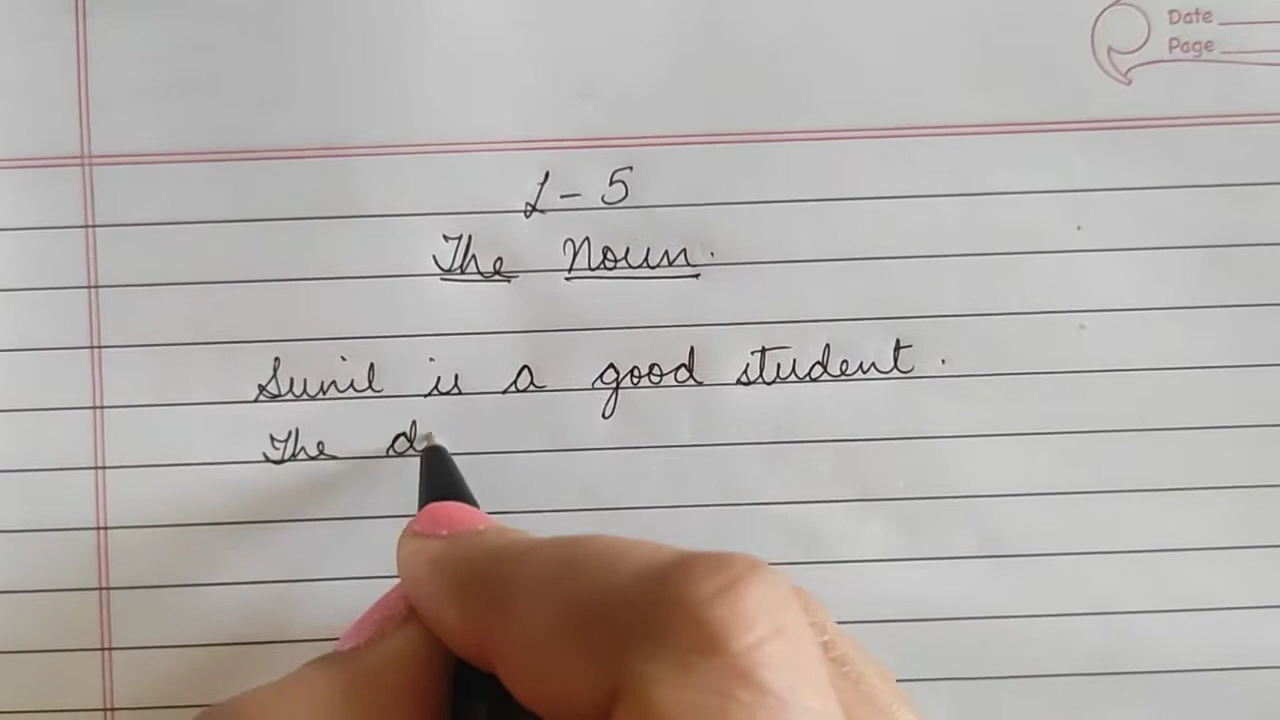 Date
Page
L - 5
The Noun.
Sunil is a good student.
The d